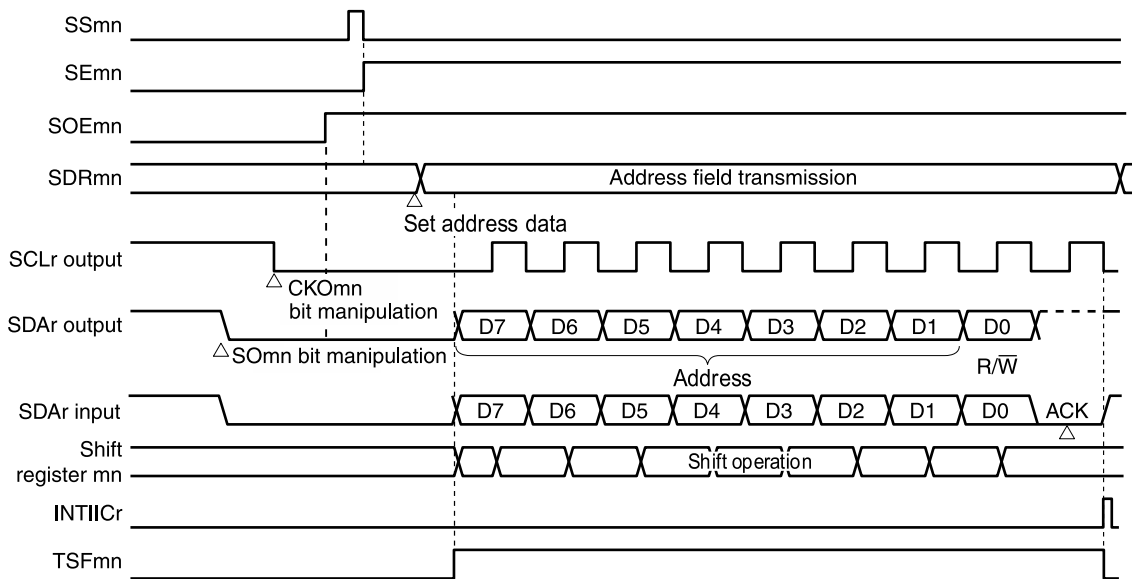 SSmn
SEmn
SOEmn
SDRmn
Address field transmission
Set address data
SCLr output
CKOmn
bit manipulation
SDAr output
D7 D6 D5 D4 D3 D2 D1 D0
SOmn bit manipulation
R/W̅
Address
SDAr input
D7 D6 D5 D4 D3 D2 D1 D0 ACK
Shift
register mn
Shift operation
INTIICr
TSFmn